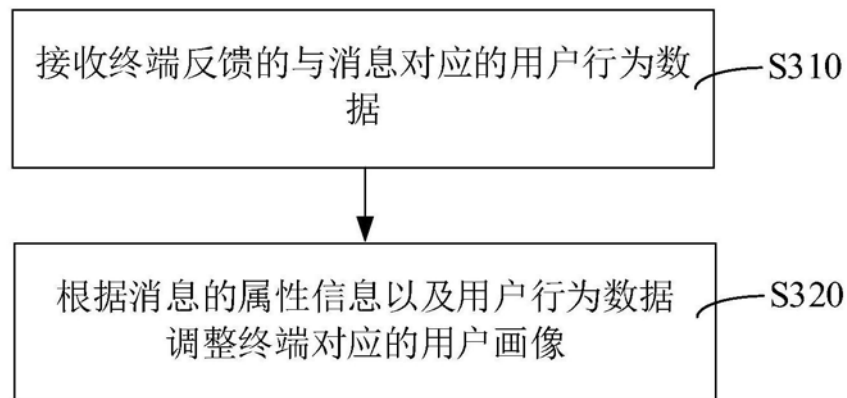 接收终端反馈的与消息对应的用户行为数
据
S310
根据消息的属性信息以及用户行为数据
调整终端对应的用户画像
S320